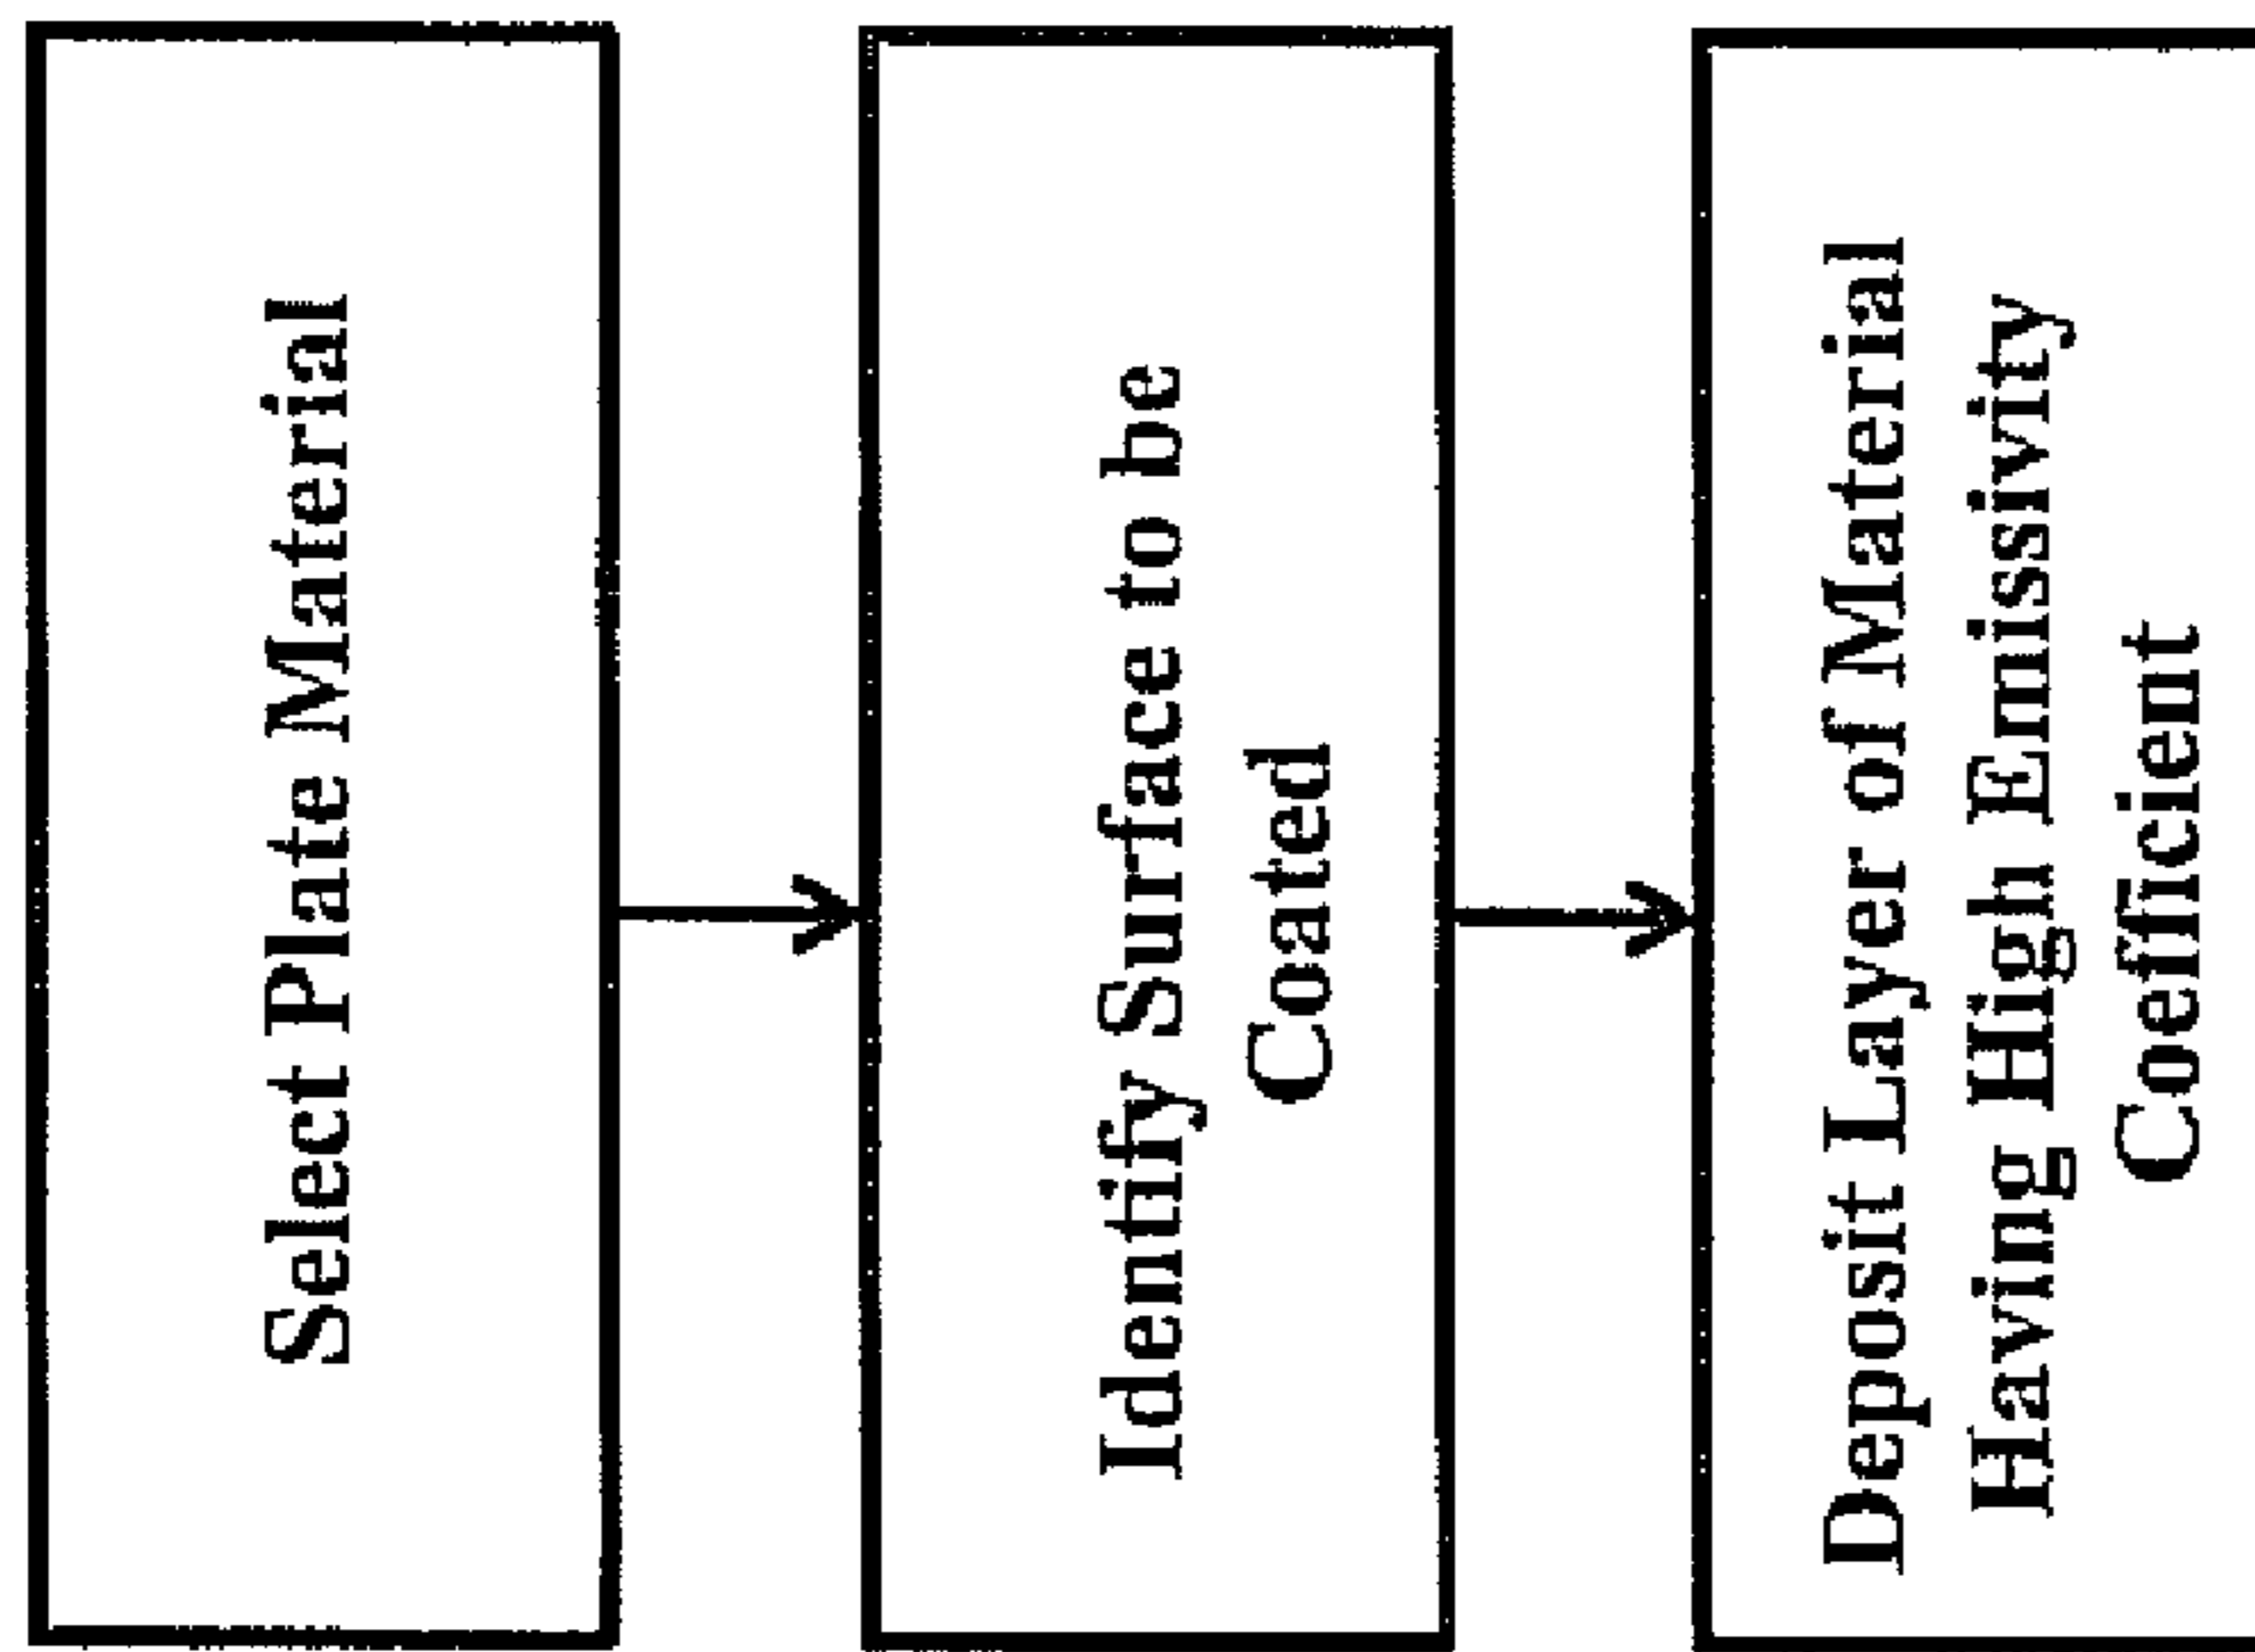 Select Plate Material
Identify Surface to be
Coated
Deposit Layer of Material
Having High Emissivity
Coefficient